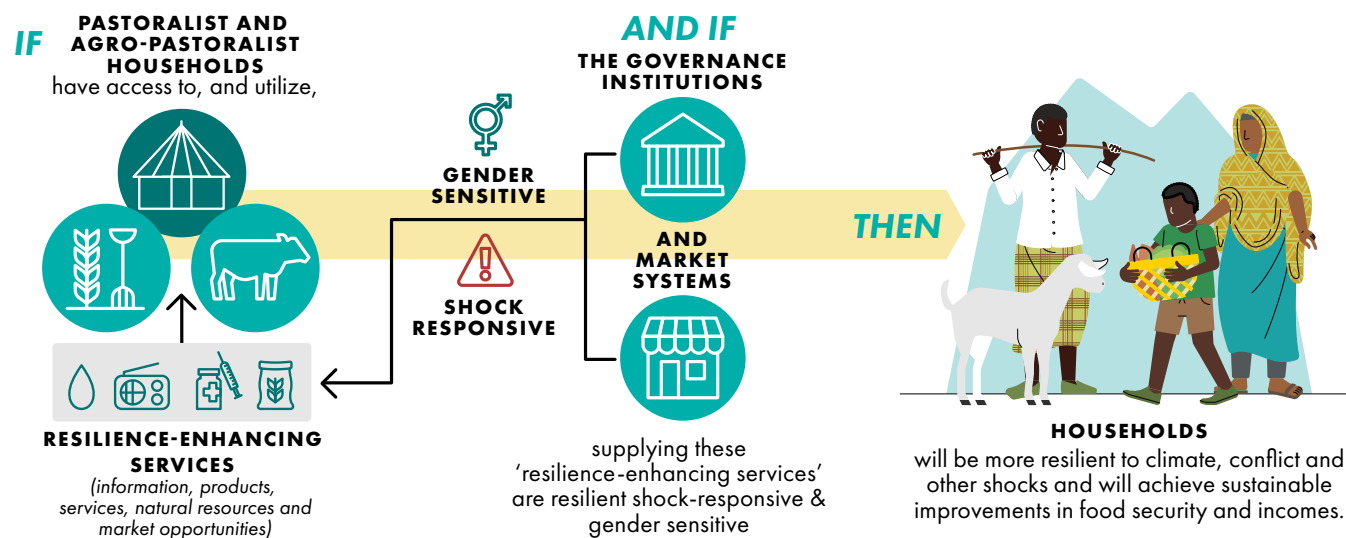 IF
PASTORALIST AND
AGRO-PASTORALIST
HOUSEHOLDS
have access to, and utilize,
RESILIENCE-ENHANCING
SERVICES
(information, products,
services, natural resources and
market opportunities)
GENDER
SENSITIVE
SHOCK
RESPONSIVE
AND IF
THE GOVERNANCE
INSTITUTIONS
AND
MARKET
SYSTEMS
supplying these
‘resilience-enhancing services’
are resilient shock-responsive &
gender sensitive
THEN
HOUSEHOLDS
will be more resilient to climate, conflict and
other shocks and will achieve sustainable
improvements in food security and incomes.